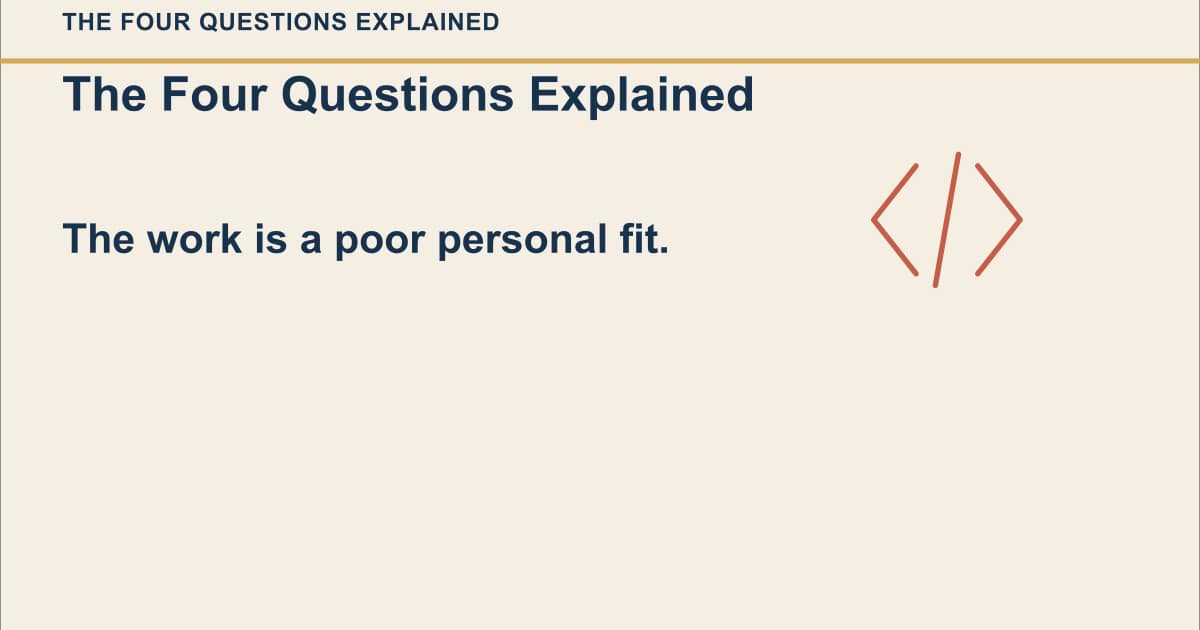 THE FOUR QUESTIONS EXPLAINED
The Four Questions Explained
The work is a poor personal fit.